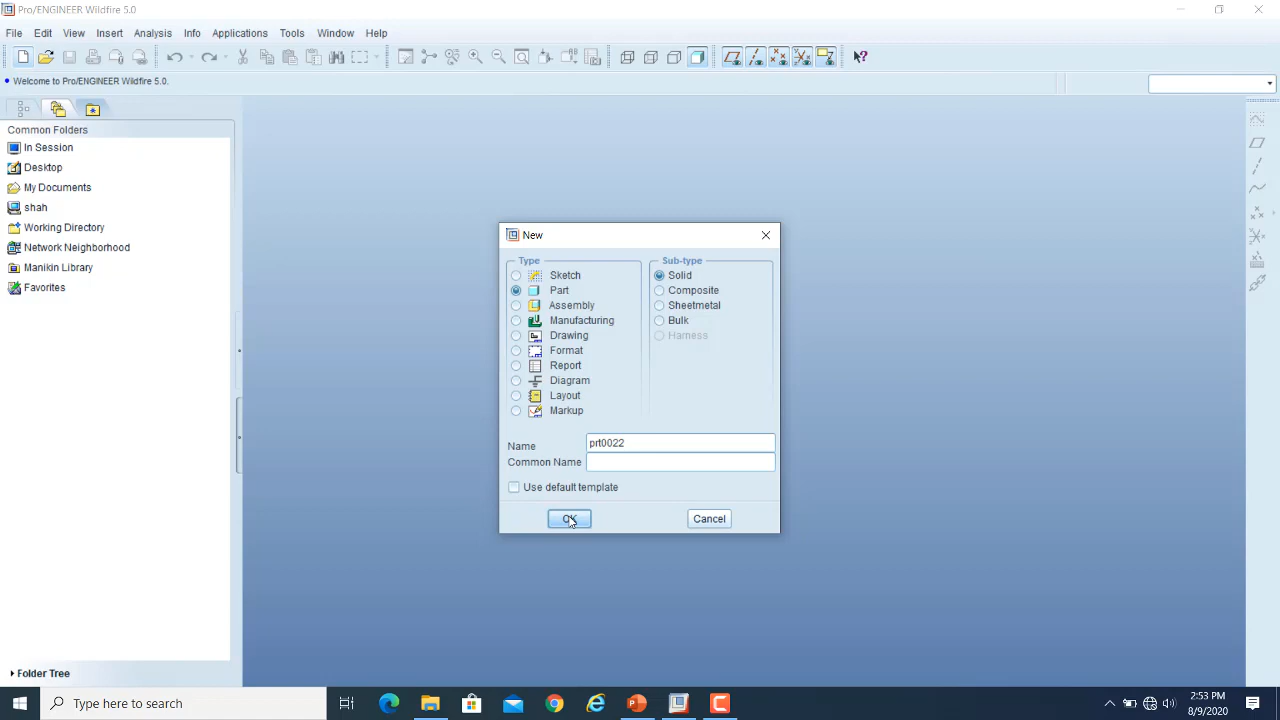 Pro/ENGINEER Wildfire 5.0
File Edit View Insert Analysis Info Applications Tools Window Help
Welcome to Pro/ENGINEER Wildfire 5.0.
Common Folders
In Session
Desktop
My Documents
shah
Working Directory
Network Neighborhood
Manikin Library
Favorites
Folder Tree
New
Type
Sketch
Part
Assembly
Manufacturing
Drawing
Format
Report
Diagram
Layout
Markup
Sub-type
Solid
Composite
Sheetmetal
Bulk
Harness
Name prt0022
Common Name
Use default template
OK Cancel
Type here to search
2:53 PM
8/9/2020